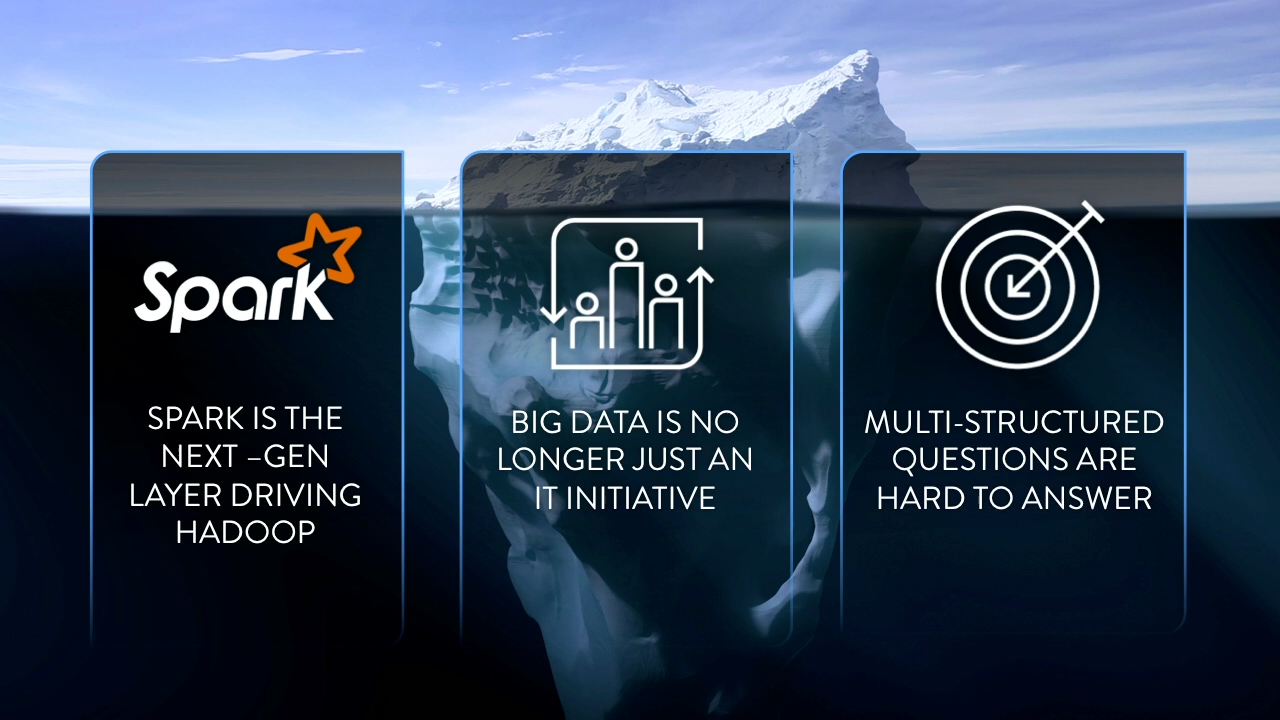 Spark
SPARK IS THE
NEXT –GEN
LAYER DRIVING
HADOOP
BIG DATA IS NO
LONGER JUST AN
IT INITIATIVE
MULTI-STRUCTURED
QUESTIONS ARE
HARD TO ANSWER